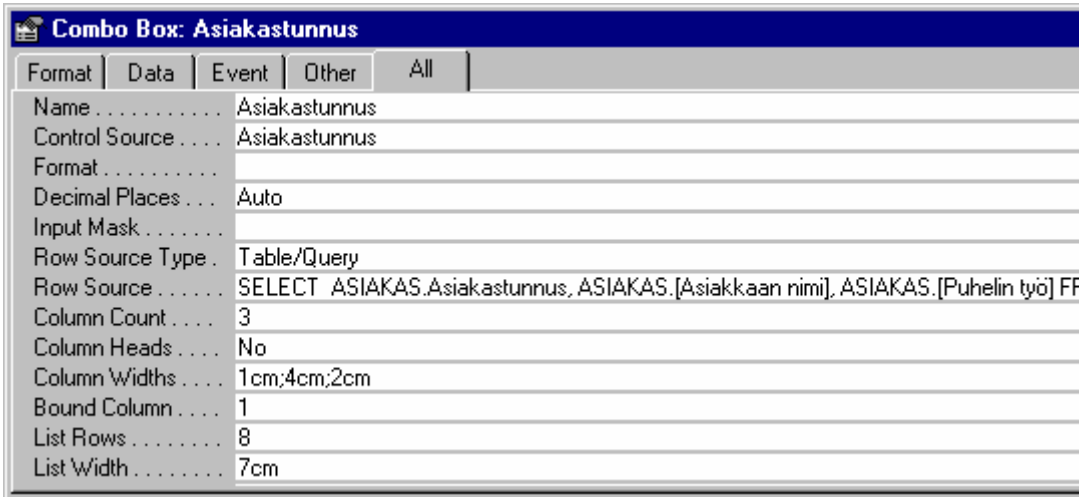 Combo Box: Asiakastunnus
Format Data Event Other All
Name . . . . . . . . . . . Asiakastunnus
Control Source . . . . Asiakastunnus
Format . . . . . . . . . .
Decimal Places . . . Auto
Input Mask . . . . . . .
Row Source Type . Table/Query
Row Source . . . . . . SELECT ASIAKAS.Asiakastunnus, ASIAKAS.[Asiakkaan nimi], ASIAKAS.[Puhelin työ] FR
Column Count . . . . 3
Column Heads . . . . No
Column Widths . . . . 1cm;4cm;2cm
Bound Column . . . . 1
List Rows . . . . . . . . 8
List Width . . . . . . . . 7cm